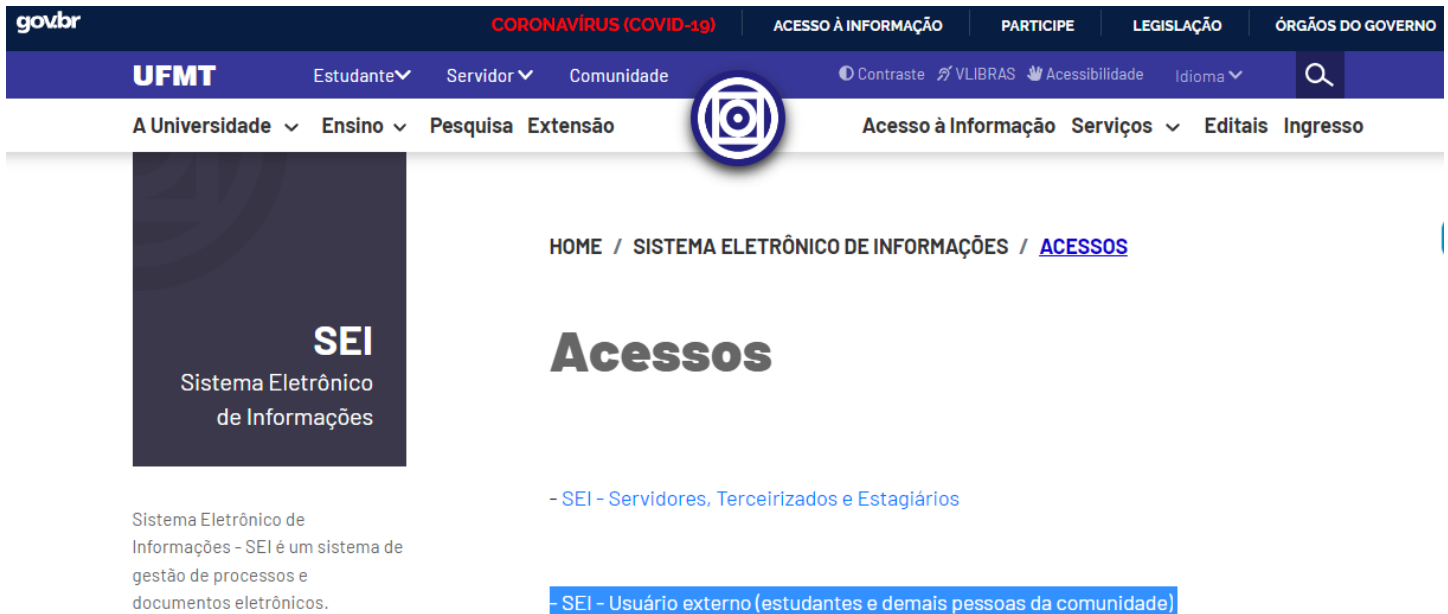 gov.br
CORONAVÍRUS (COVID-19) ACESSO À INFORMAÇÃO PARTICIPE LEGISLAÇÃO ÓRGÃOS DO GOVERNO
UFMT Estudante Servidor Comunidade Contraste VLIBRAS Acessibilidade Idioma
A Universidade Ensino Pesquisa Extensão Acesso à Informação Serviços Editais Ingresso
HOME / SISTEMA ELETRÔNICO DE INFORMAÇÕES / ACESSOS
SEI
Sistema Eletrônico
de Informações
Acessos
- SEI - Servidores, Terceirizados e Estagiários
Sistema Eletrônico de
Informações - SEI é um sistema de
gestão de processos e
documentos eletrônicos.
- SEI - Usuário externo (estudantes e demais pessoas da comunidade)